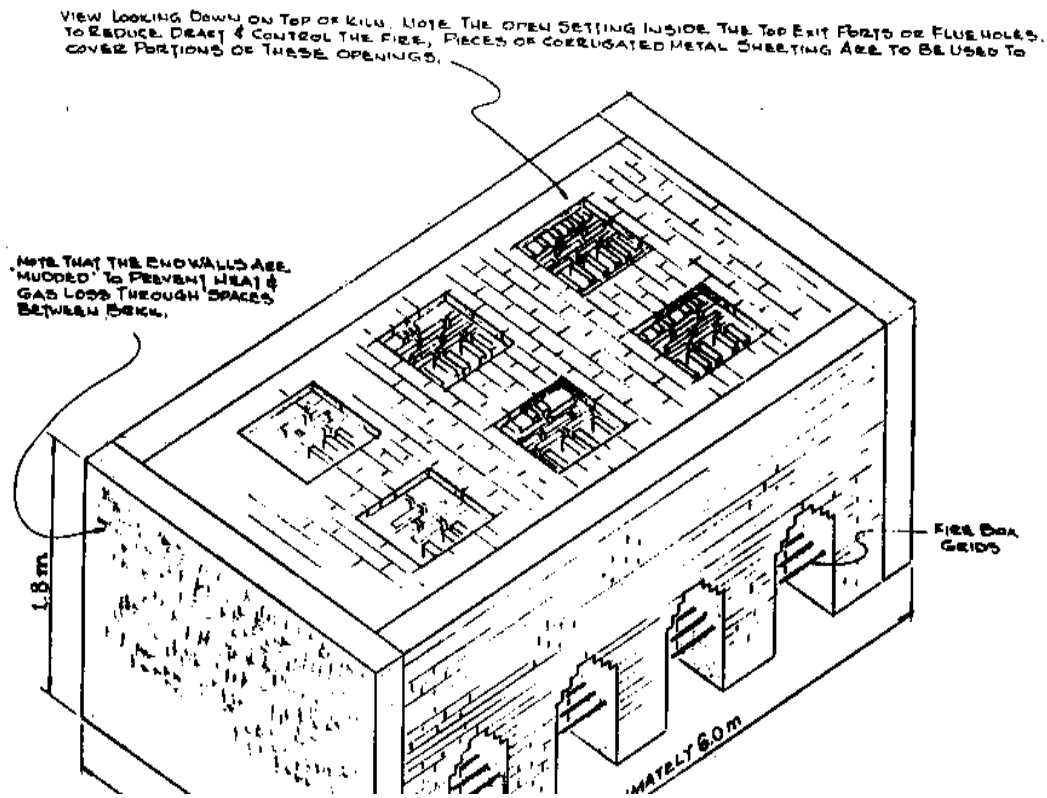 VIEW LOOKING DOWN ON TOP OF KILN. NOTE THE OPEN SETTING INSIDE THE TOP EXIT PORTS OR FLUE HOLES.
TO REDUCE DRAFT & CONTROL THE FIRE, PIECES OF CORRUGATED METAL SHEETING ARE TO BE USED TO
COVER PORTIONS OF THESE OPENINGS.
NOTE THAT THE END WALLS ARE
'MUDDED' TO PREVENT HEAT &
GAS LOSS THROUGH SPACES
BETWEEN BRICK.
FIRE BOX
GRIDS
1.8 m
IMATELY 6.0 m